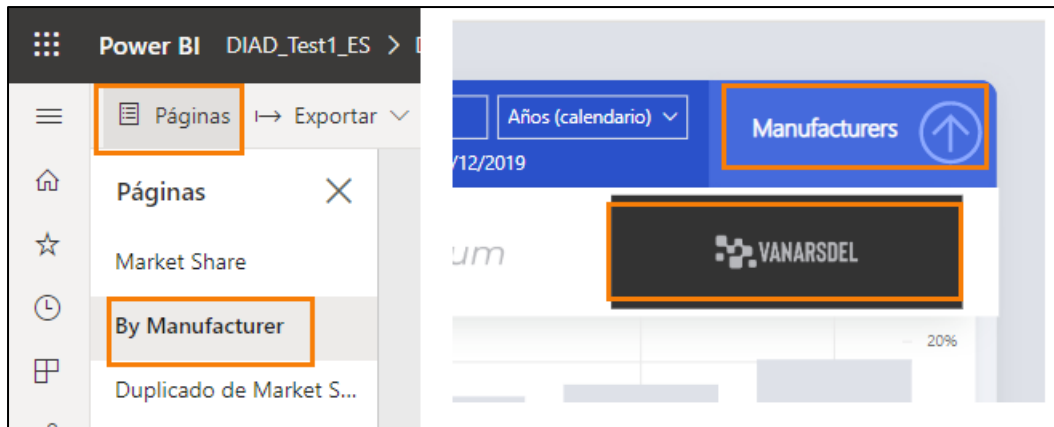 Power BI DIAD_Test1_ES >
Páginas Exportar
Páginas
Market Share
By Manufacturer
Duplicado de Market S...
Años (calendario)
Manufacturers
/12/2019
um
VANARSDEL
20%